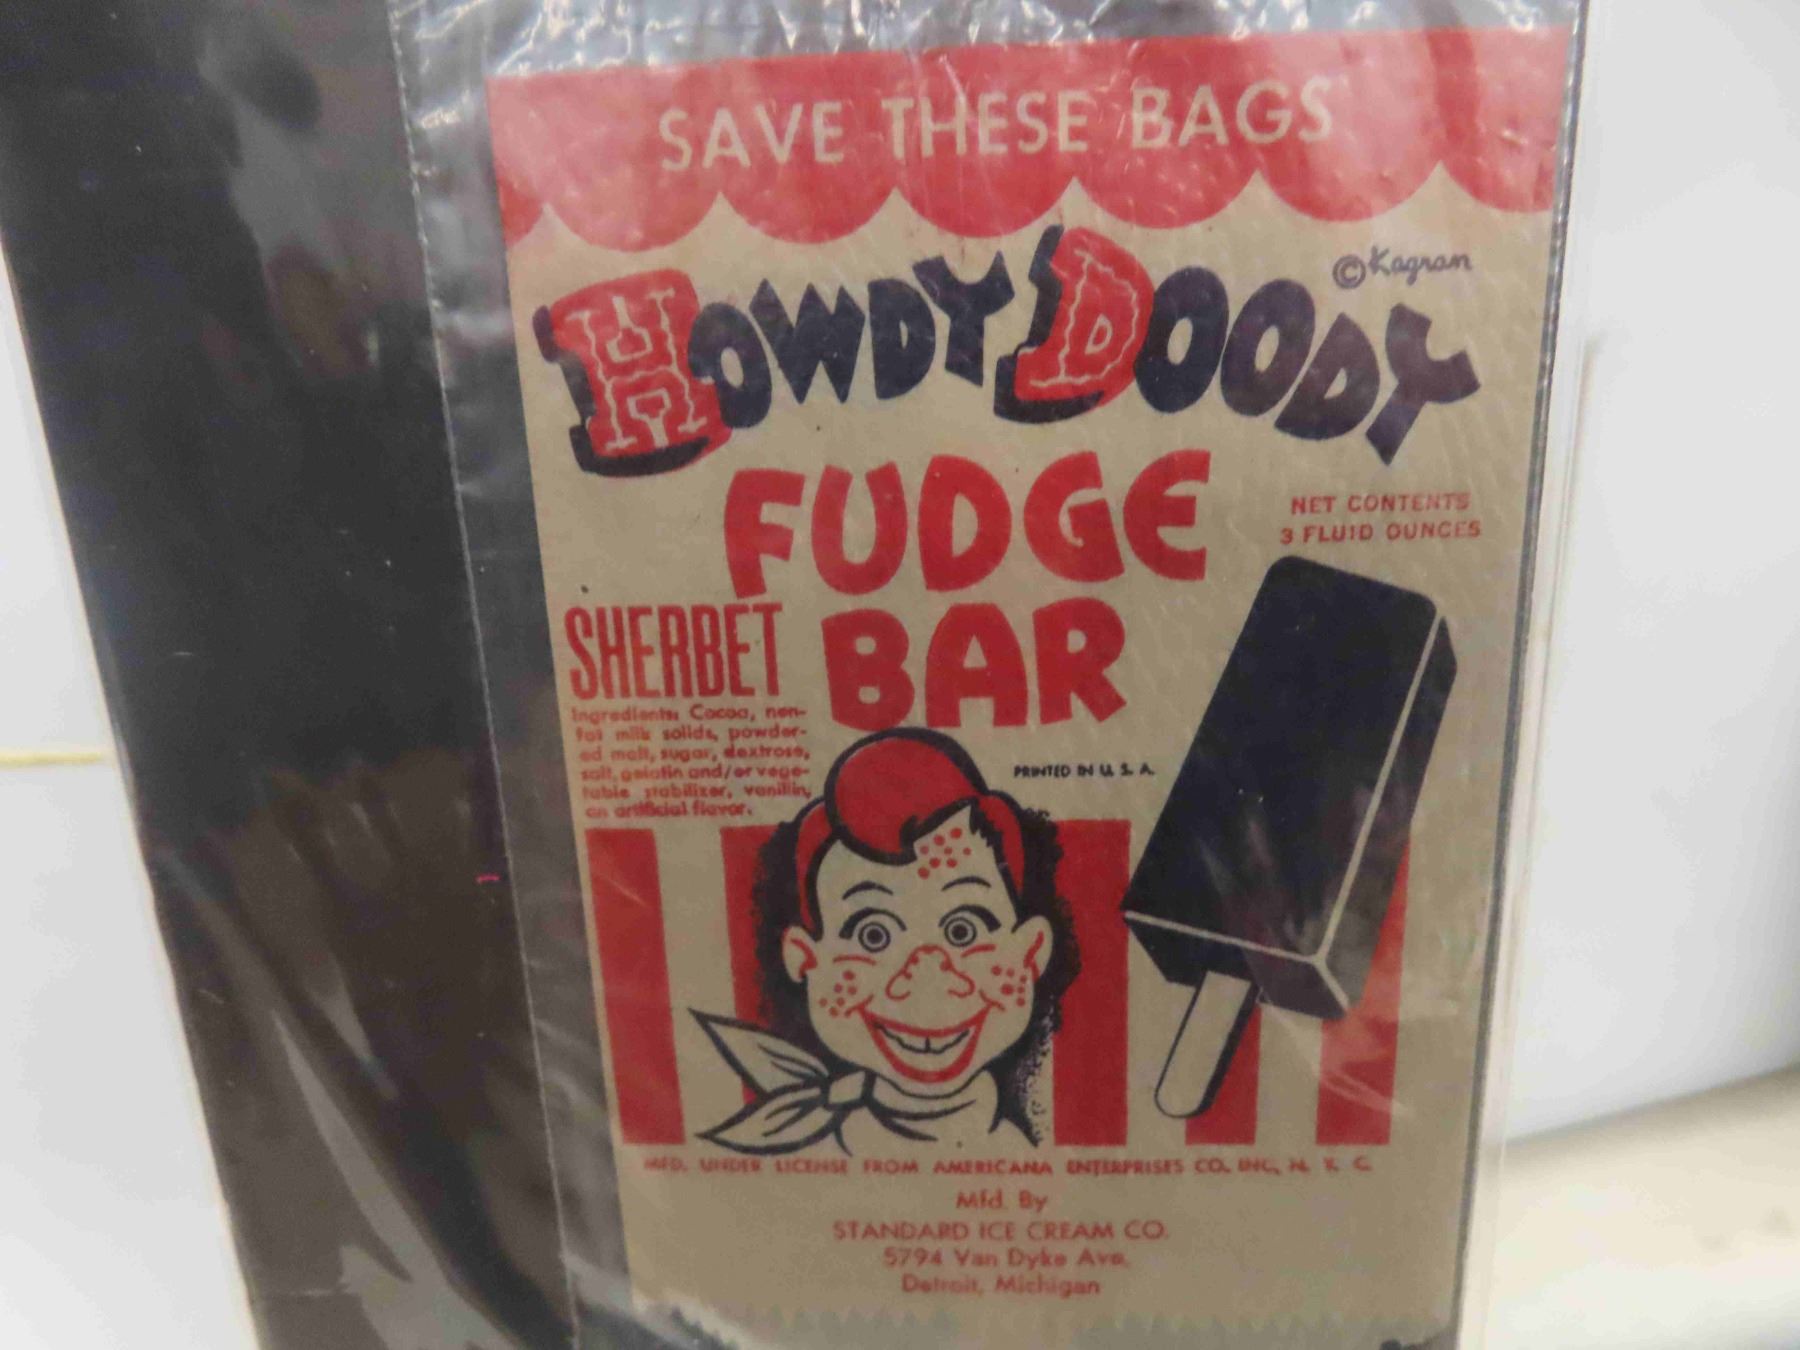 SAVE THESE BAGS
© Kagran
HOWDY DOODY
FUDGE
BAR
NET CONTENTS
3 FLUID OUNCES
SHERBET
Ingredients: Cocoa, non-
fat milk solids, powder-
ed malt, sugar, dextrose,
salt, gelatin and/or vege-
table stabilizer, vanillin,
an artificial flavor.
PRINTED IN U. S. A.
MFD. UNDER LICENSE FROM AMERICANA ENTERPRISES CO. INC., N. Y. C.
Mfd. By
STANDARD ICE CREAM CO.
5794 Van Dyke Ave.
Detroit, Michigan